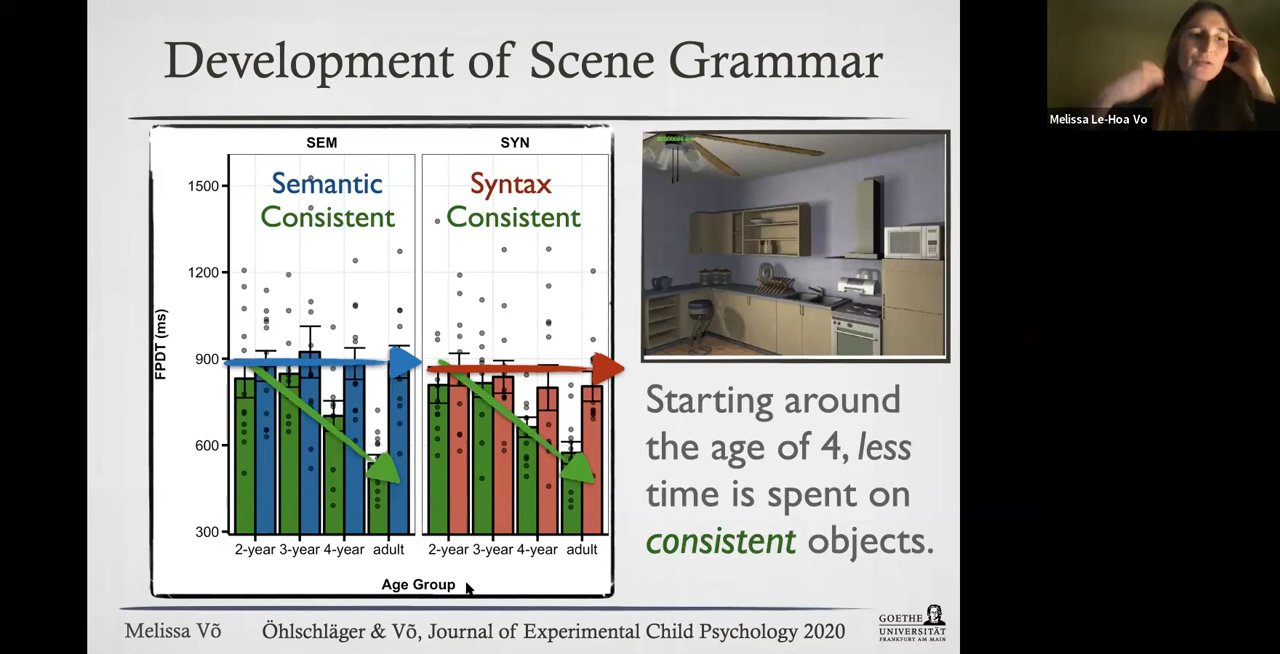 Development of Scene Grammar
SEM
SYN
Semantic
Consistent
Syntax
Consistent
1500
1200
900
600
300
FPDT (ms)
2-year 3-year 4-year adult
2-year 3-year 4-year adult
Age Group
Starting around
the age of 4, less
time is spent on
consistent objects.
Melissa Võ
Öhlschläger & Võ, Journal of Experimental Child Psychology 2020
GOETHE
UNIVERSITÄT
FRANKFURT AM MAIN
Melissa Le-Hoa Vo